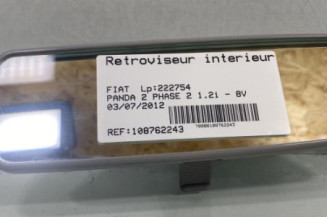 Retroviseur interieur
FIAT Lp:222754
PANDA 2 PHASE 2 1.2i - 8V
03/07/2012
REF:108762243